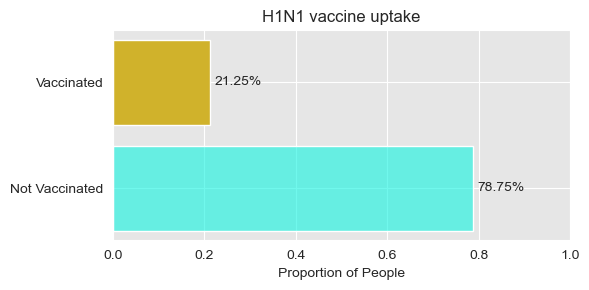 H1N1 vaccine uptake
Vaccinated
21.25%
Not Vaccinated
78.75%
0.0 0.2 0.4 0.6 0.8 1.0
Proportion of People